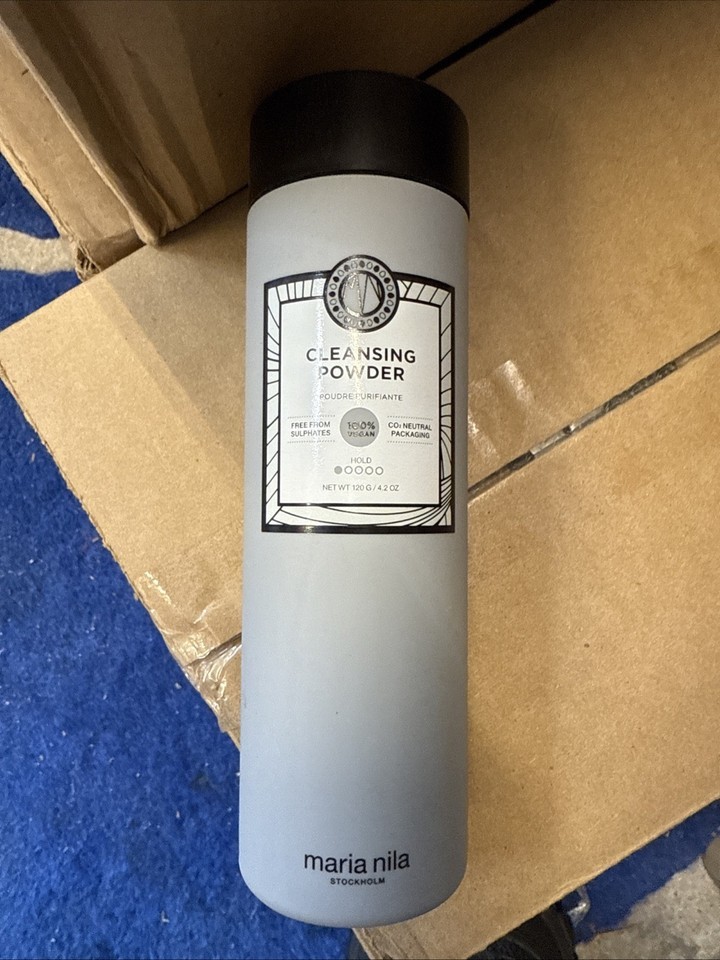 CLEANSING
POWDER
POUDRE PURIFIANTE
FREE FROM
SULPHATES
100%
VEGAN
CO₂ NEUTRAL
PACKAGING
HOLD
NET WT 120 G / 4.2 OZ
maria nila
STOCKHOLM